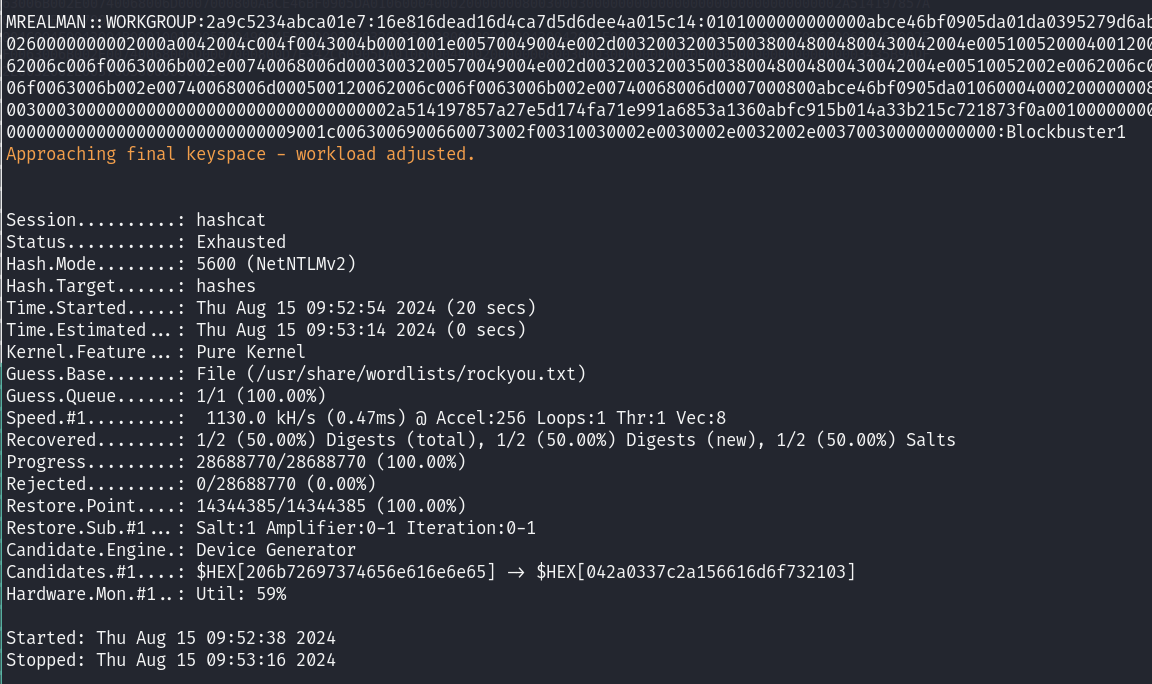 MREALMAN::WORKGROUP:2a9c5234abca01e7:16e816dead16d4ca7d5d6dee4a015c14:0101000000000000abce46bf0905da01da0395279d6ab
0260000000002000a0042004c004f0043004b0001001e00570049004e002d00320032003500380048004800430042004e00510052000400120
62006c006f0063006b002e00740068006d0003003200570049004e002d00320032003500380048004800430042004e00510052002e0062006c0
06f0063006b002e00740068006d000500120062006c006f0063006b002e00740068006d0007000800abce46bf0905da010600040002000000 8
003000300000000000000000000000000000002a514197857a27e5d174fa71e991a6853a1360abfc915b014a33b215c721873f0a00100000000
000000000000000000000000000009001c0063006900660073002f00310030002e0030002e0032002e003700300000000000:Blockbuster1
Approaching final keyspace - workload adjusted.
Session..........: hashcat
Status...........: Exhausted
Hash.Mode........: 5600 (NetNTLMv2)
Hash.Target......: hashes
Time.Started.....: Thu Aug 15 09:52:54 2024 (20 secs)
Time.Estimated...: Thu Aug 15 09:53:14 2024 (0 secs)
Kernel.Feature...: Pure Kernel
Guess.Base.......: File (/usr/share/wordlists/rockyou.txt)
Guess.Queue......: 1/1 (100.00%)
Speed.#1.........:  1130.0 kH/s (0.47ms) @ Accel:256 Loops:1 Thr:1 Vec:8
Recovered........: 1/2 (50.00%) Digests (total), 1/2 (50.00%) Digests (new), 1/2 (50.00%) Salts
Progress.........: 28688770/28688770 (100.00%)
Rejected.........: 0/28688770 (0.00%)
Restore.Point....: 14344385/14344385 (100.00%)
Restore.Sub.#1...: Salt:1 Amplifier:0-1 Iteration:0-1
Candidate.Engine.: Device Generator
Candidates.#1....: $HEX[206b72697374656e616e6e65] -> $HEX[042a0337c2a156616d6f732103]
Hardware.Mon.#1..: Util: 59%
Started: Thu Aug 15 09:52:38 2024
Stopped: Thu Aug 15 09:53:16 2024